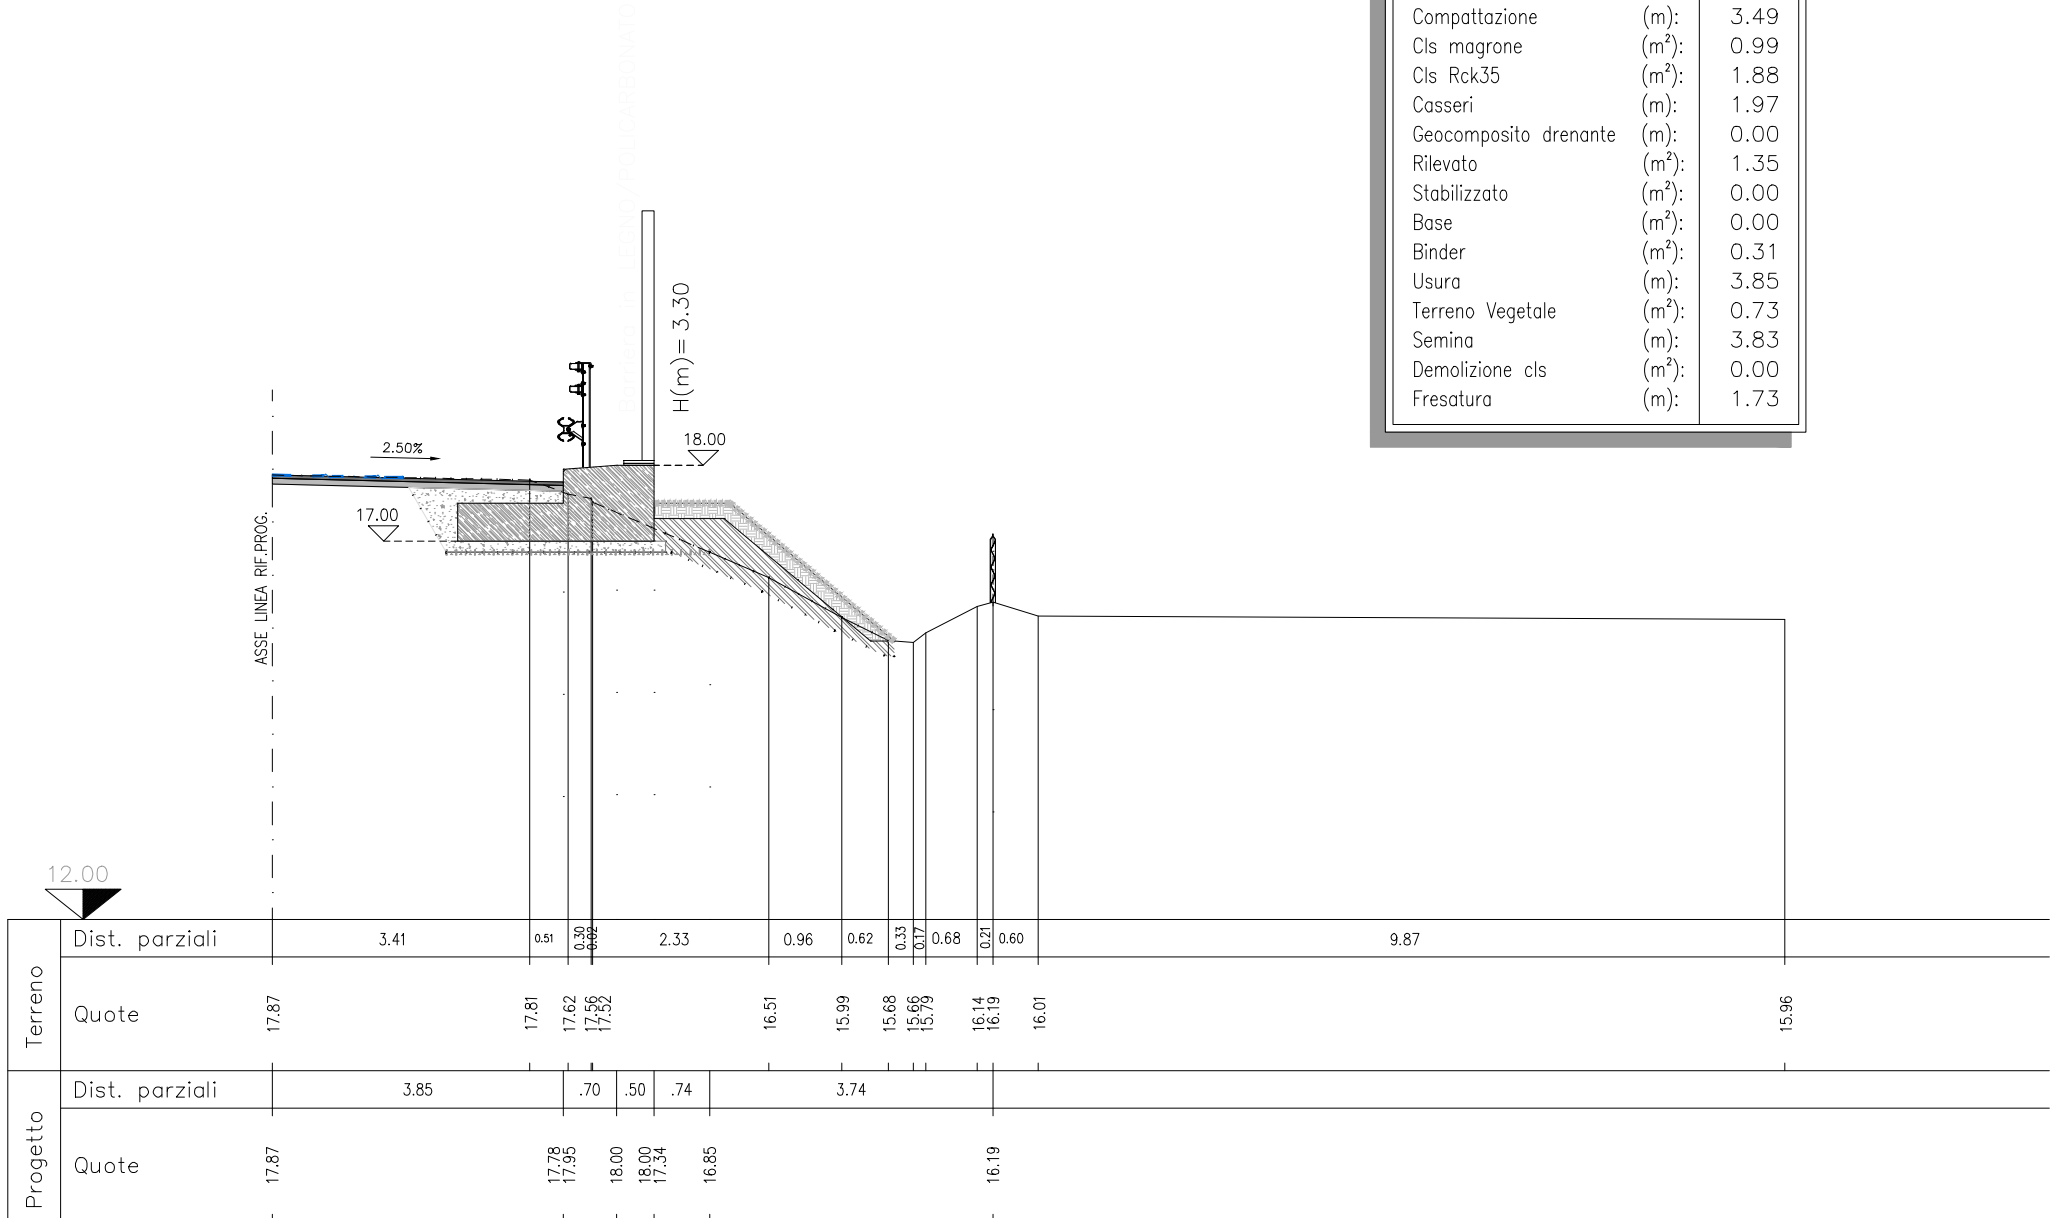 Compattazione (m): 3.49
Cls magrone (m²): 0.99
Cls Rck35 (m²): 1.88
Casseri (m): 1.97
Geocomposito drenante (m): 0.00
Rilevato (m²): 1.35
Stabilizzato (m²): 0.00
Base (m²): 0.00
Binder (m²): 0.31
Usura (m): 3.85
Terreno Vegetale (m²): 0.73
Semina (m): 3.83
Demolizione cls (m²): 0.00
Fresatura (m): 1.73
H(m)= 3.30
2.50%
18.00
17.00
ASSE LINEA RIF.PROG.
12.00
Terreno
Dist. parziali 3.41 0.51 0.30 0.02 2.33 0.96 0.62 0.33 0.17 0.68 0.21 0.60 9.87
Quote 17.87 17.81 17.62 17.56 17.52 16.51 15.99 15.68 15.66 15.79 16.14 16.19 16.01 15.96
Progetto
Dist. parziali 3.85 .70 .50 .74 3.74
Quote 17.87 17.78 17.95 18.00 18.00 17.34 16.85 16.19